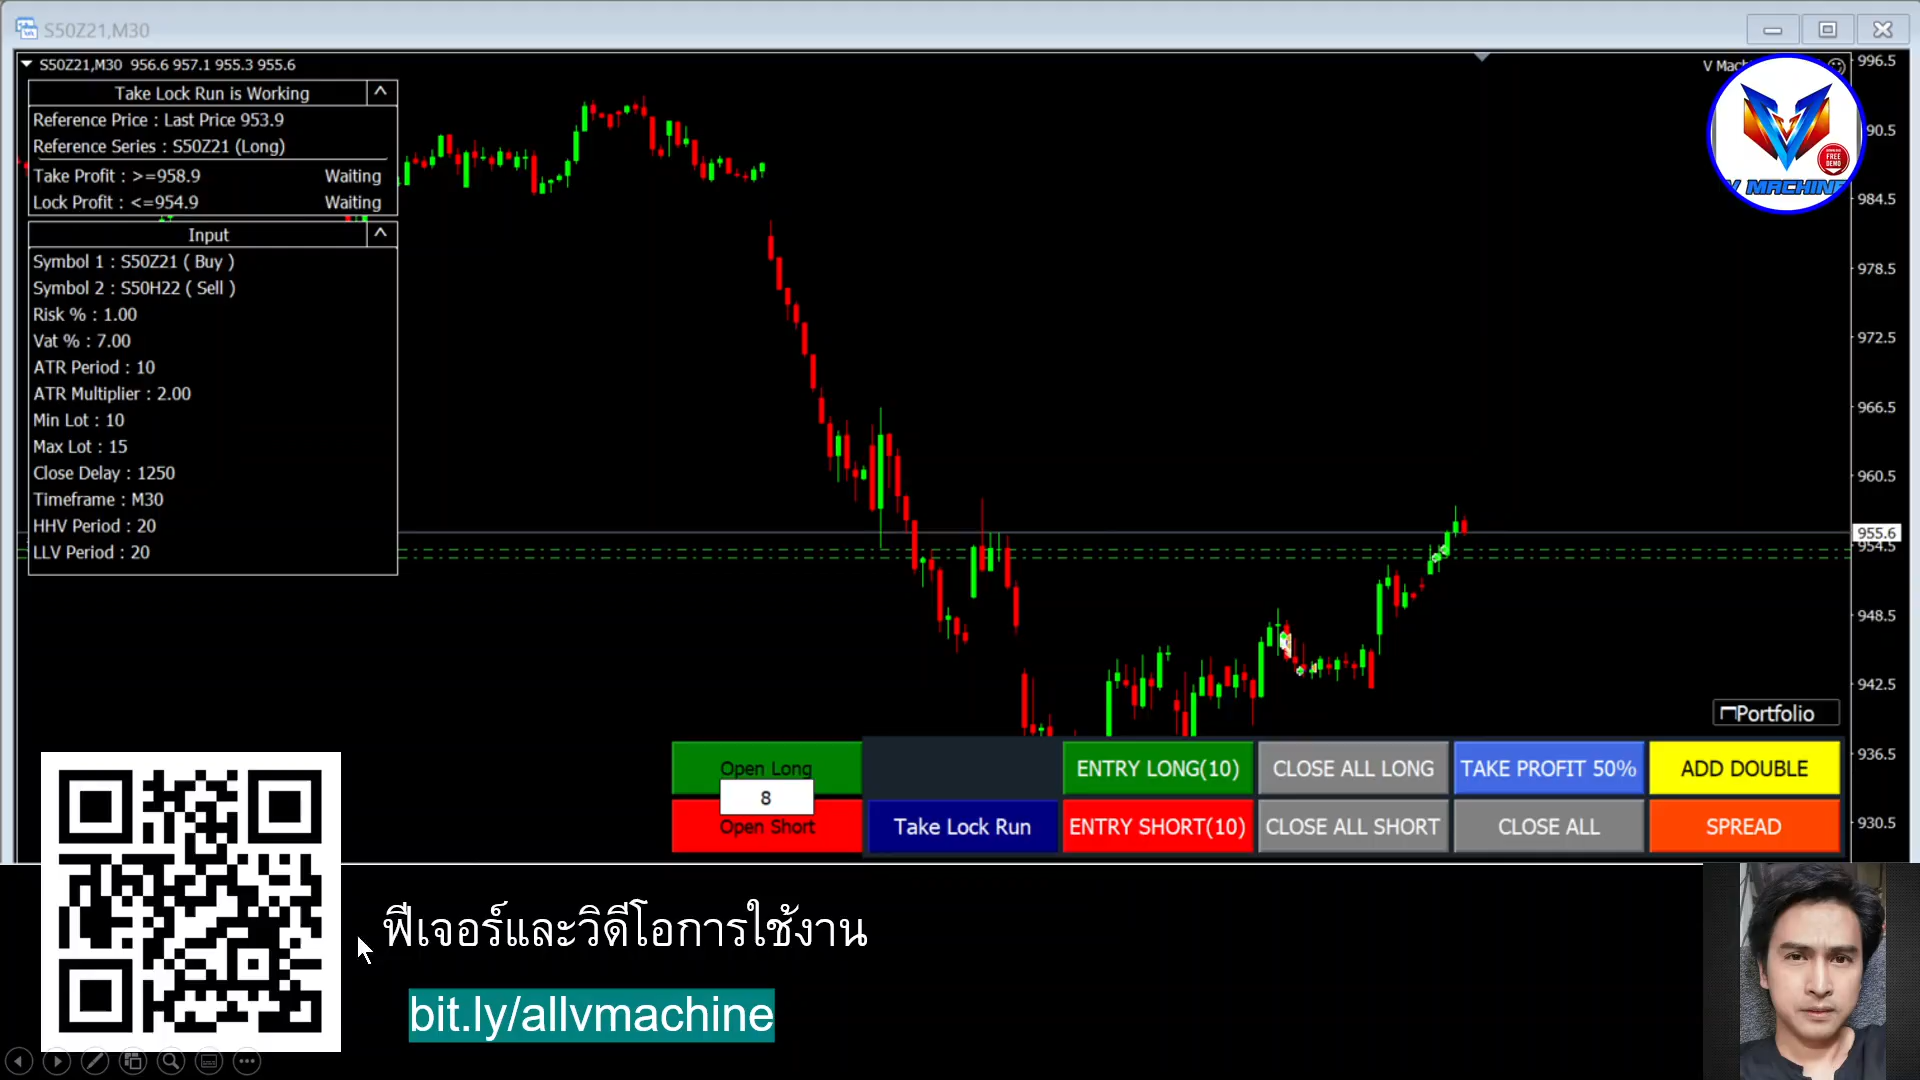 S50Z21,M30
S50Z21,M30 956.6 957.1 955.3 955.6
Take Lock Run is Working
Reference Price : Last Price 953.9
Reference Series : S50Z21 (Long)
Take Profit : >=958.9 Waiting
Lock Profit : <=954.9 Waiting
Input
Symbol 1 : S50Z21 ( Buy )
Symbol 2 : S50H22 ( Sell )
Risk % : 1.00
Vat % : 7.00
ATR Period : 10
ATR Multiplier : 2.00
Min Lot : 10
Max Lot : 15
Close Delay : 1250
Timeframe : M30
HHV Period : 20
LLV Period : 20
V MACHINE
FREE
DEMO
996.5
90.5
984.5
978.5
972.5
966.5
960.5
955.6
954.5
948.5
942.5
936.5
930.5
Portfolio
Open Long
8
Open Short
Take Lock Run
ENTRY LONG(10)
ENTRY SHORT(10)
CLOSE ALL LONG
CLOSE ALL SHORT
TAKE PROFIT 50%
CLOSE ALL
ADD DOUBLE
SPREAD
ฟีเจอร์และวิดีโอการใช้งาน
bit.ly/allvmachine